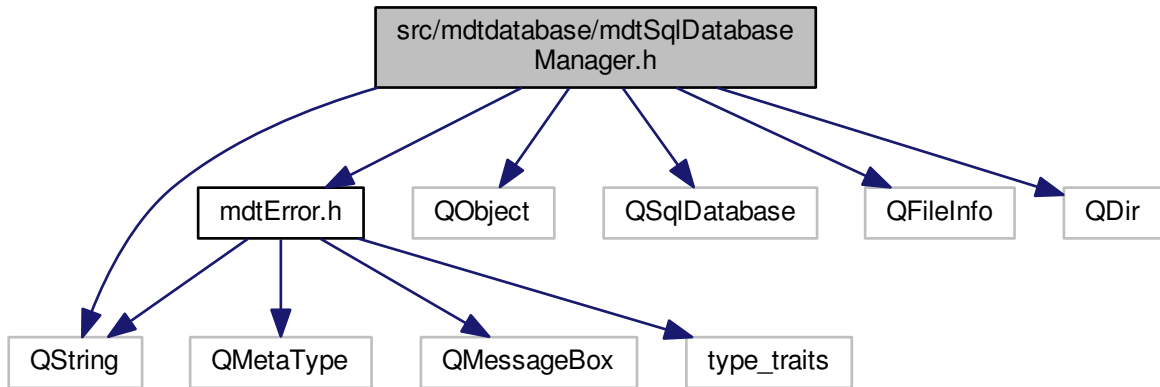 src/mdtdatabase/mdtSqlDatabase
Manager.h
mdtError.h
QObject
QSqlDatabase
QFileInfo
QDir
QString
QMetaType
QMessageBox
type_traits